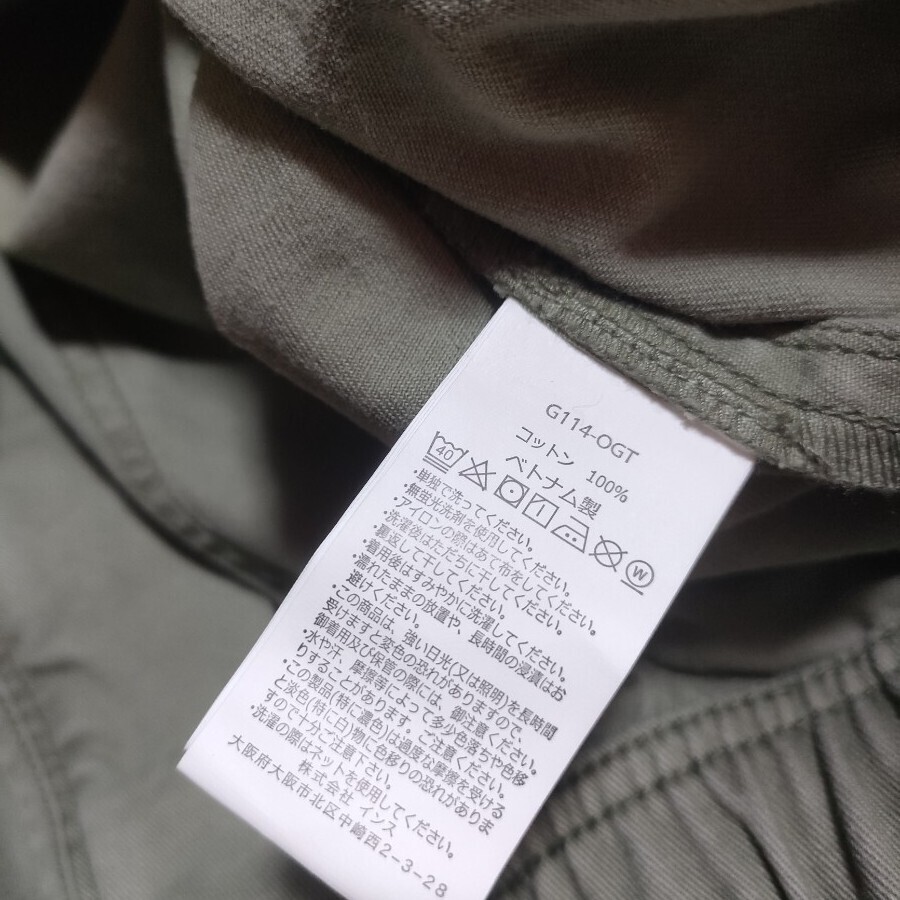 G114-OGT
コットン 100%
ベトナム製
40 W
・単独で洗ってください。
・無蛍光洗剤を使用してください。
・アイロンの際はあて布をしてください。
・洗濯後はただちに干してください。
・裏返して干してください。
・着用後はすみやかに洗濯してください。
・濡れたままの放置や、長時間の浸漬はお
避けください。
・この商品は、強い日光(又は照明)を長時間
受けますと変色の恐れがありますので、
御着用及び保管の際には、御注意ください。
・水や汗、摩擦等によって多少色落ちや色移
りすることがあります。ご注意ください。
・この製品(特に濃色)は過度な摩擦を受ける
と淡色(特に白)物に色移りの恐れがありま
すので十分ご注意下さい。
・洗濯の際はネットを使用してください。
株式会社 インス
大阪府大阪市北区中崎西2-3-28